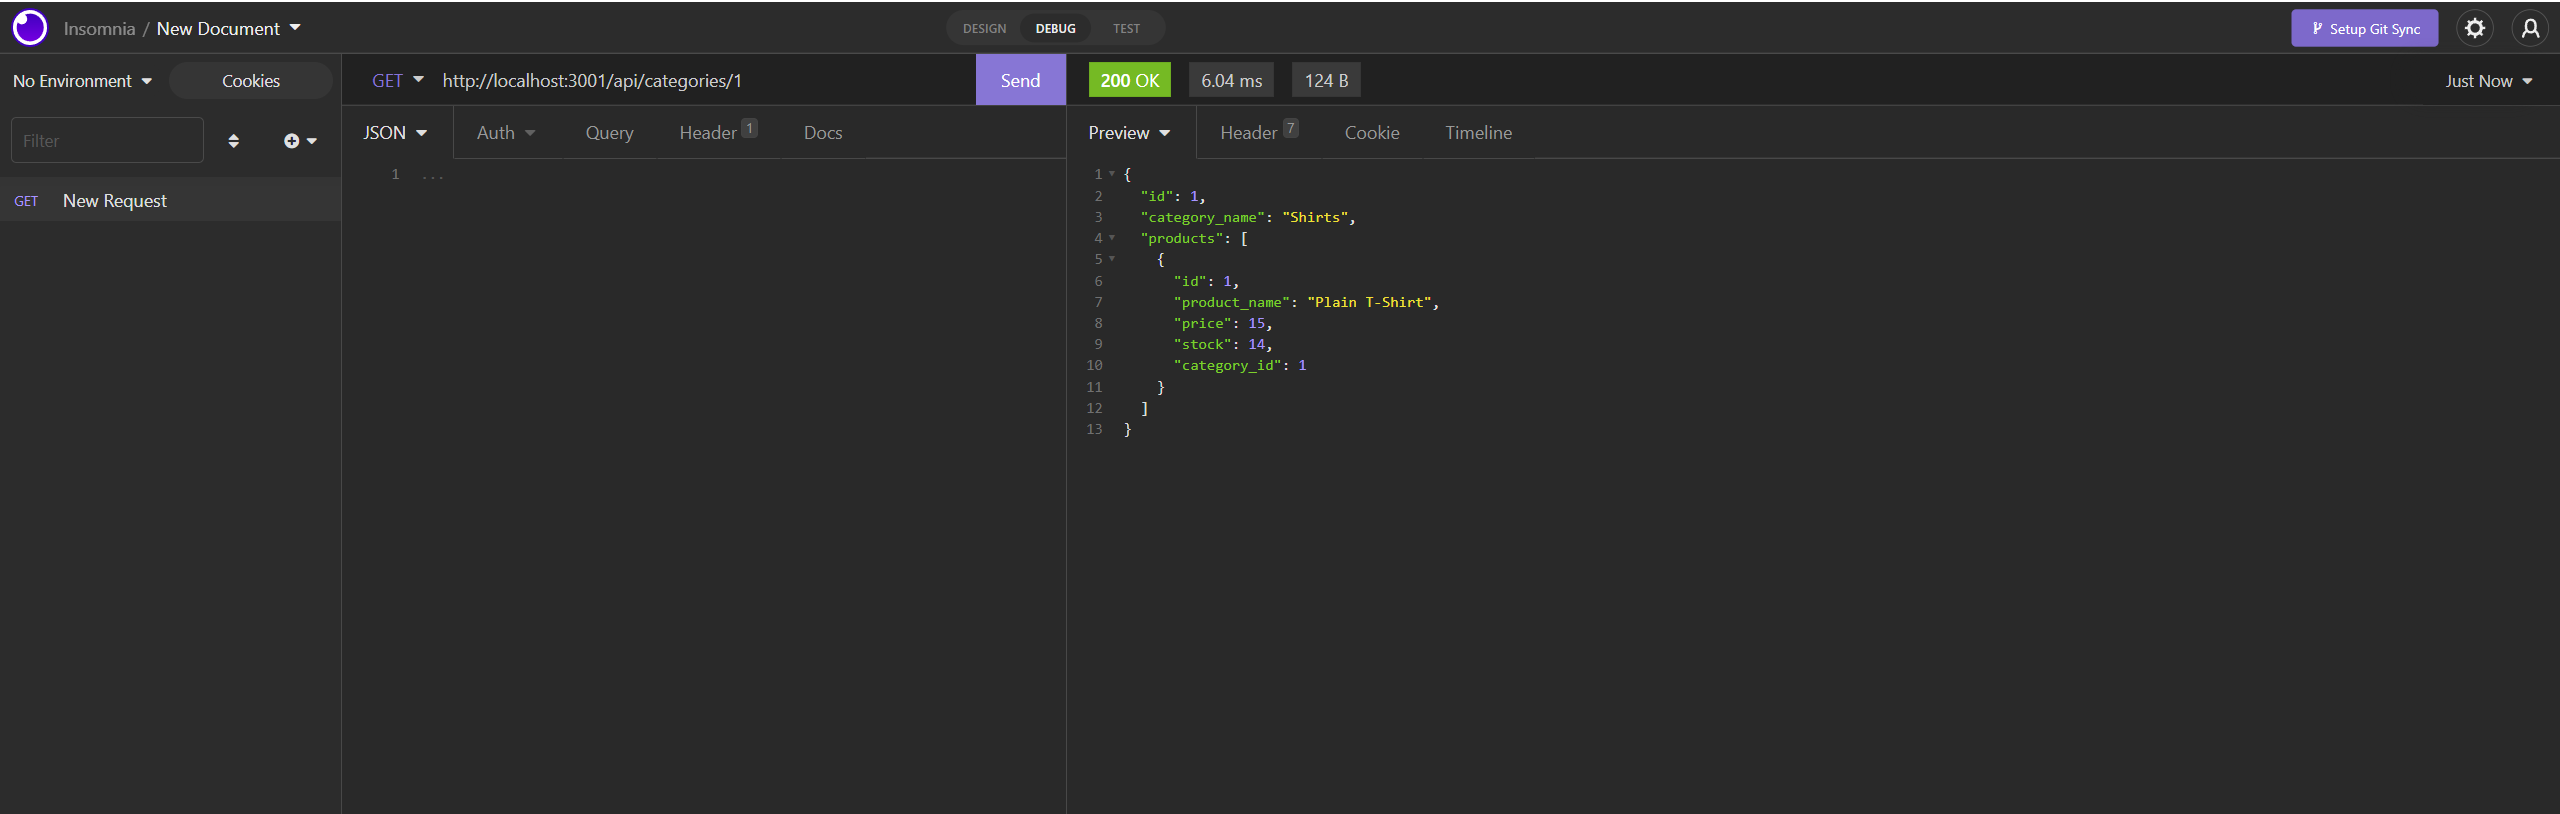 Insomnia / New Document
DESIGN DEBUG TEST
Setup Git Sync
No Environment Cookies
GET http://localhost:3001/api/categories/1 Send
200 OK 6.04 ms 124 B Just Now
Filter
JSON Auth Query Header 1 Docs
Preview Header 7 Cookie Timeline
GET New Request
1 ...
1 {
2 "id": 1,
3 "category_name": "Shirts",
4 "products": [
5 {
6 "id": 1,
7 "product_name": "Plain T-Shirt",
8 "price": 15,
9 "stock": 14,
10 "category_id": 1
11 }
12 ]
13 }